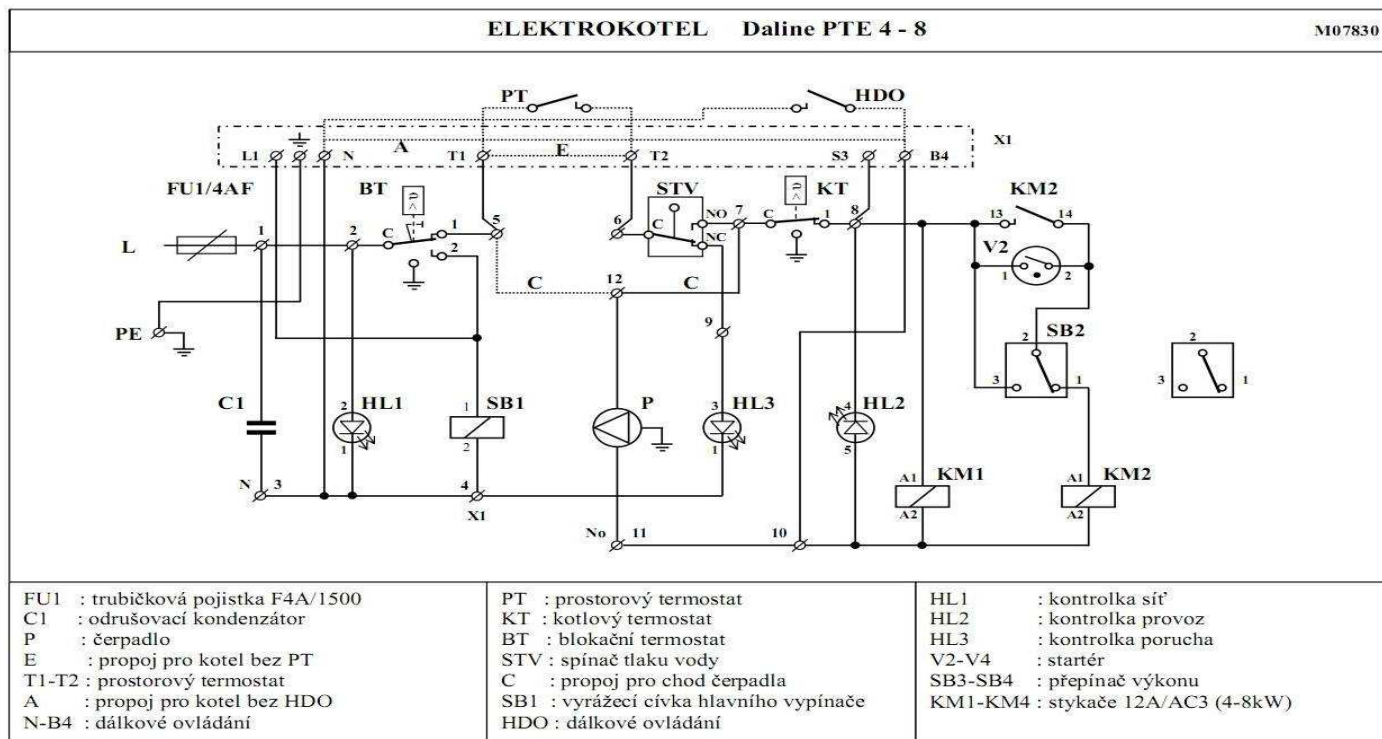 ELEKTROKOTEL Daline PTE 4 - 8 M07830
PT HDO
X1
L1 N A T1 E T2 S3 B4
FU1/4AF BT STV KT KM2
L 1 2 C 1 2 5 6 C NO NC 7 C 1 8 13 14
V2
1 2
C 12 C
PE 9 SB2
2 2
3 1 3 1
C1 2 HL1 1 SB1 P 3 HL3 4 HL2
1 2 1 5
N 3 4 A1 KM1 A1 KM2
X1 A2 A2
No 11 10
FU1 : trubičková pojistka F4A/1500
C1 : odrušovací kondenzátor
P : čerpadlo
E : propoj pro kotel bez PT
T1-T2 : prostorový termostat
A : propoj pro kotel bez HDO
N-B4 : dálkové ovládání
PT : prostorový termostat
KT : kotlový termostat
BT : blokační termostat
STV : spínač tlaku vody
C : propoj pro chod čerpadla
SB1 : vyrážecí cívka hlavního vypínače
HDO : dálkové ovládání
HL1 : kontrolka síť
HL2 : kontrolka provoz
HL3 : kontrolka porucha
V2-V4 : startér
SB3-SB4 : přepínač výkonu
KM1-KM4 : stykače 12A/AC3 (4-8kW)